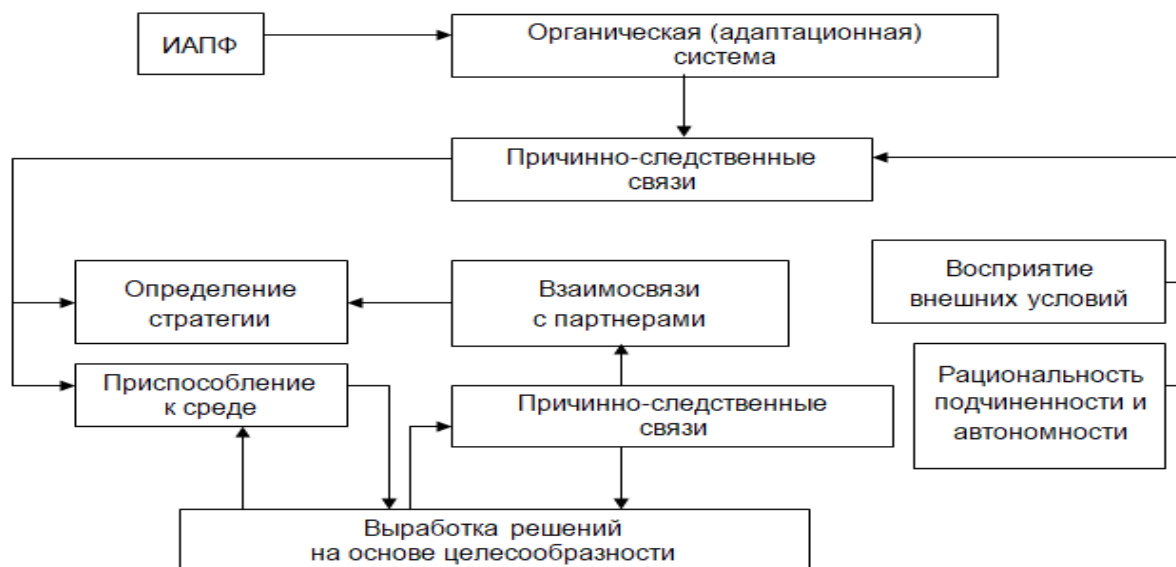 ИАПФ
Органическая (адаптационная)
система
Причинно-следственные
связи
Определение
стратегии
Взаимосвязи
с партнерами
Восприятие
внешних условий
Приспособление
к среде
Причинно-следственные
связи
Рациональность
подчиненности и
автономности
Выработка решений
на основе целесообразности